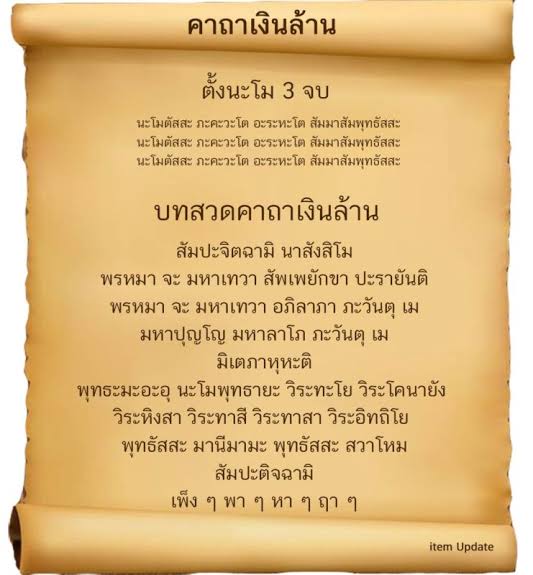 คาถาเงินล้าน
ตั้งนะโม 3 จบ
นะโมตัสสะ ภะคะวะโต อะระหะโต สัมมาสัมพุทธัสสะ
นะโมตัสสะ ภะคะวะโต อะระหะโต สัมมาสัมพุทธัสสะ
นะโมตัสสะ ภะคะวะโต อะระหะโต สัมมาสัมพุทธัสสะ
บทสวดคาถาเงินล้าน
สัมปะจิตฉามิ นาสังสิโม
พรหมา จะ มหาเทวา สัพเพยักขา ปะรายันติ
พรหมา จะ มหาเทวา อภิลาภา ภะวันตุ เม
มหาปุญโญ มหาลาโภ ภะวันตุ เม
มิเตภาหุหะติ
พุทธะมะอะอุ นะโมพุทธายะ วิระทะโย วิระโคนายัง
วิระหิงสา วิระทาสี วิระทาสา วิระอิทถิโย
พุทธัสสะ มานีมามะ พุทธัสสะ สวาโหม
สัมปะติจฉามิ
เพ็ง ๆ พา ๆ หา ๆ ฤา ๆ
item Update